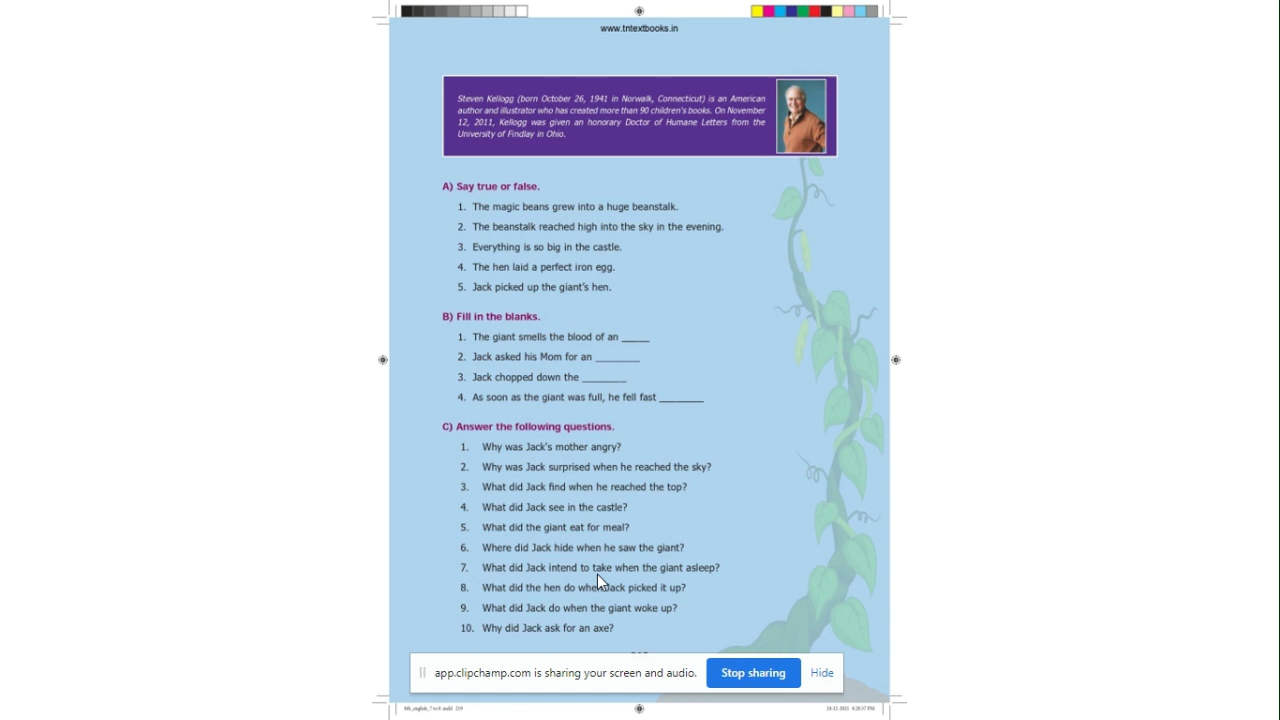 www.tntextbooks.in
Steven Kellogg (born October 26, 1941 in Norwalk, Connecticut) is an American
author and illustrator who has created more than 90 children's books. On November
12, 2011, Kellogg was given an honorary Doctor of Humane Letters from the
University of Findlay in Ohio.
A) Say true or false.
1. The magic beans grew into a huge beanstalk.
2. The beanstalk reached high into the sky in the evening.
3. Everything is so big in the castle.
4. The hen laid a perfect iron egg.
5. Jack picked up the giant's hen.
B) Fill in the blanks.
1. The giant smells the blood of an _____
2. Jack asked his Mom for an ________
3. Jack chopped down the ________
4. As soon as the giant was full, he fell fast ________
C) Answer the following questions.
1. Why was Jack's mother angry?
2. Why was Jack surprised when he reached the sky?
3. What did Jack find when he reached the top?
4. What did Jack see in the castle?
5. What did the giant eat for meal?
6. Where did Jack hide when he saw the giant?
7. What did Jack intend to take when the giant asleep?
8. What did the hen do when Jack picked it up?
9. What did Jack do when the giant woke up?
10. Why did Jack ask for an axe?
app.clipchamp.com is sharing your screen and audio. Stop sharing Hide